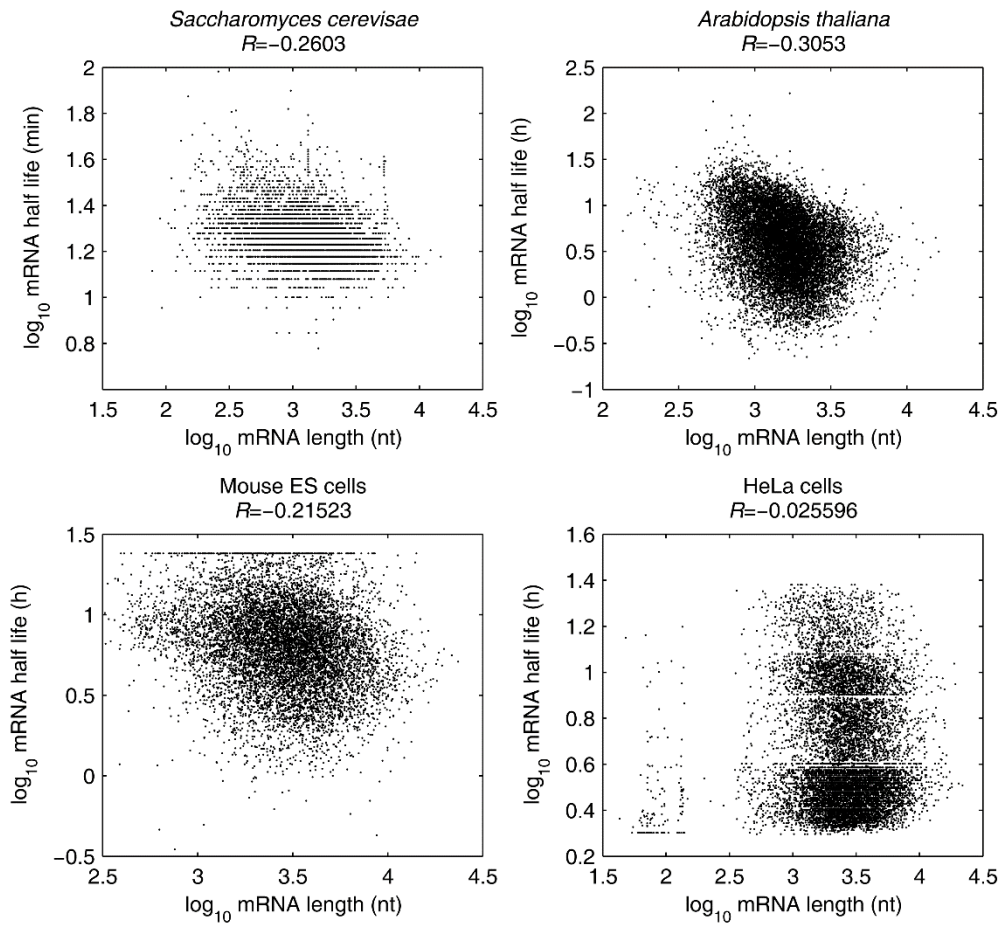 Saccharomyces cerevisae
R=−0.2603
log10 mRNA half life (min)
2
1.8
1.6
1.4
1.2
1
0.8
1.5 2 2.5 3 3.5 4 4.5
log10 mRNA length (nt)
Arabidopsis thaliana
R=−0.3053
log10 mRNA half life (h)
2.5
2
1.5
1
0.5
0
−0.5
−1
2 2.5 3 3.5 4 4.5
log10 mRNA length (nt)
Mouse ES cells
R=−0.21523
log10 mRNA half life (h)
1.5
1
0.5
0
−0.5
2.5 3 3.5 4 4.5
log10 mRNA length (nt)
HeLa cells
R=−0.025596
log10 mRNA half life (h)
1.6
1.4
1.2
1
0.8
0.6
0.4
0.2
1.5 2 2.5 3 3.5 4 4.5
log10 mRNA length (nt)